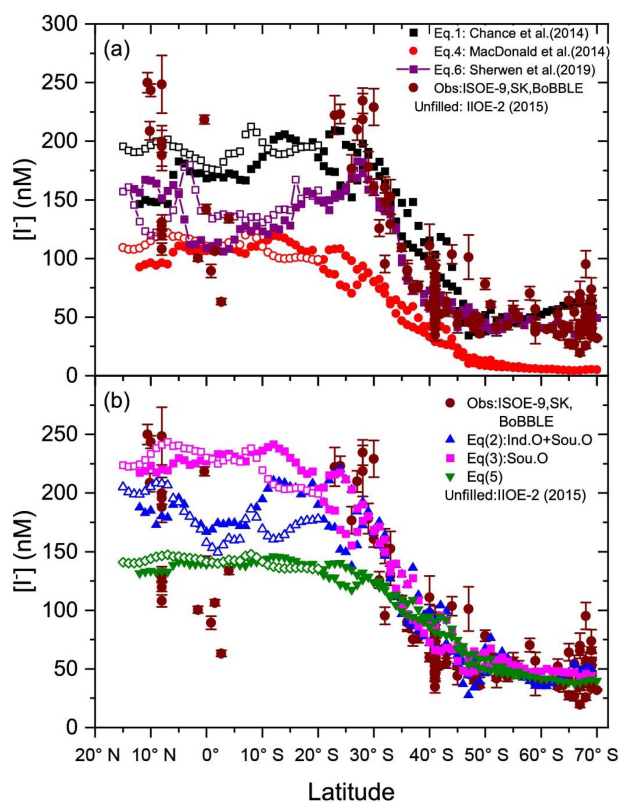 300
(a)
Eq.1: Chance et al.(2014)
Eq.4: MacDonald et al.(2014)
250
Eq.6: Sherwen et al.(2019)
Obs:ISOE-9,SK,BoBBLE
Unfilled: IIOE-2 (2015)
200
[I⁻] (nM)
150
100
50
0
300
(b)
Obs:ISOE-9,SK,
BoBBLE
250
Eq(2):Ind.O+Sou.O
Eq(3):Sou.O
Eq(5)
200
Unfilled:IIOE-2 (2015)
[I⁻] (nM)
150
100
50
0
20° N 10° N 0° 10° S 20° S 30° S 40° S 50° S 60° S 70° S
Latitude